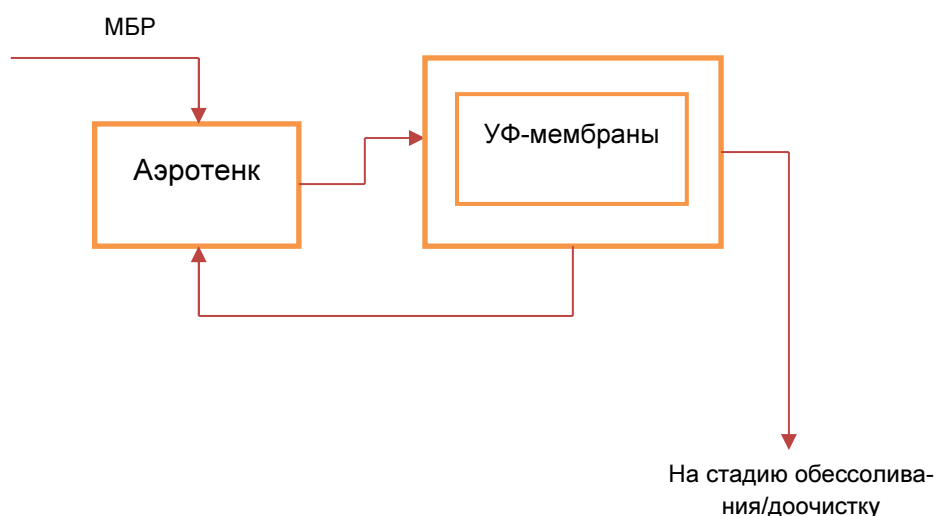 МБР
Аэротенк
УФ-мембраны
На стадию обессолива-
ния/доочистку